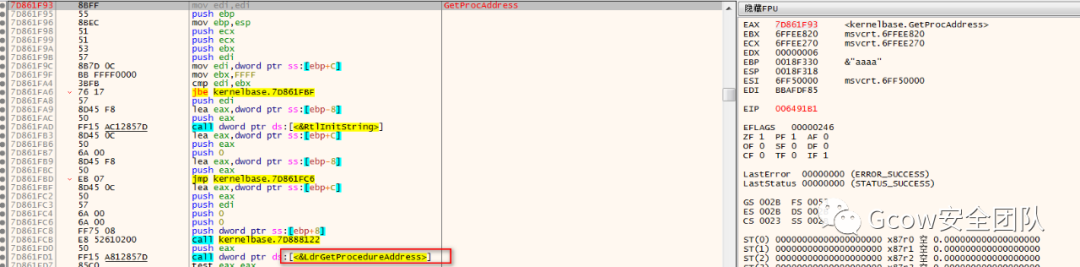 7D861F93 8BFF mov edi,edi GetProcAddress
7D861F95 55 push ebp
7D861F96 8BEC mov ebp,esp
7D861F98 51 push ecx
7D861F99 51 push ecx
7D861F9A 53 push ebx
7D861F9B 57 push edi
7D861F9C 8B7D 0C mov edi,dword ptr ss:[ebp+C]
7D861F9F BB FFFF0000 mov ebx,FFFF
7D861FA4 3BFB cmp edi,ebx
7D861FA6 76 17 jbe kernelbase.7D861FBF
7D861FA8 57 push edi
7D861FA9 8D45 F8 lea eax,dword ptr ss:[ebp-8]
7D861FAC 50 push eax
7D861FAD FF15 AC12857D call dword ptr ds:[<&RtlInitString>]
7D861FB3 8D45 0C lea eax,dword ptr ss:[ebp+C]
7D861FB6 50 push eax
7D861FB7 6A 00 push 0
7D861FB9 8D45 F8 lea eax,dword ptr ss:[ebp-8]
7D861FBC 50 push eax
7D861FBD EB 07 jmp kernelbase.7D861FC6
7D861FBF 8D45 0C lea eax,dword ptr ss:[ebp+C]
7D861FC2 50 push eax
7D861FC3 57 push edi
7D861FC4 6A 00 push 0
7D861FC6 6A 00 push 0
7D861FC8 FF75 08 push dword ptr ss:[ebp+8]
7D861FCB E8 52610200 call kernelbase.7D888122
7D861FD0 50 push eax
7D861FD1 FF15 A812857D call dword ptr ds:[<&LdrGetProcedureAddress>]
7D861FD7 85C0 test eax,eax
隐藏FPU
EAX 7D861F93 <kernelbase.GetProcAddress>
EBX 6FFEE820 msvcrt.6FFEE820
ECX 6FFEE270 msvcrt.6FFEE270
EDX 00000006
EBP 0018F330 &"aaaa"
ESP 0018F318
ESI 6FF50000 msvcrt.6FF50000
EDI BBAFDF85
EIP 006491B1
EFLAGS 00000246
ZF 1 PF 1 AF 0
OF 0 SF 0 DF 0
CF 0 TF 0 IF 1
LastError 00000000 (ERROR_SUCCESS)
LastStatus 00000000 (STATUS_SUCCESS)
GS 002B FS 0053
ES 002B DS
CS 0023 SS
ST(0) 00000000000000000000 x87r0 空 0.000000000000000000
ST(1) 00000000000000000000 x87r1 空 0.000000000000000000
ST(2) 00000000000000000000 x87r2 空 0.000000000000000000
Gcow安全团队